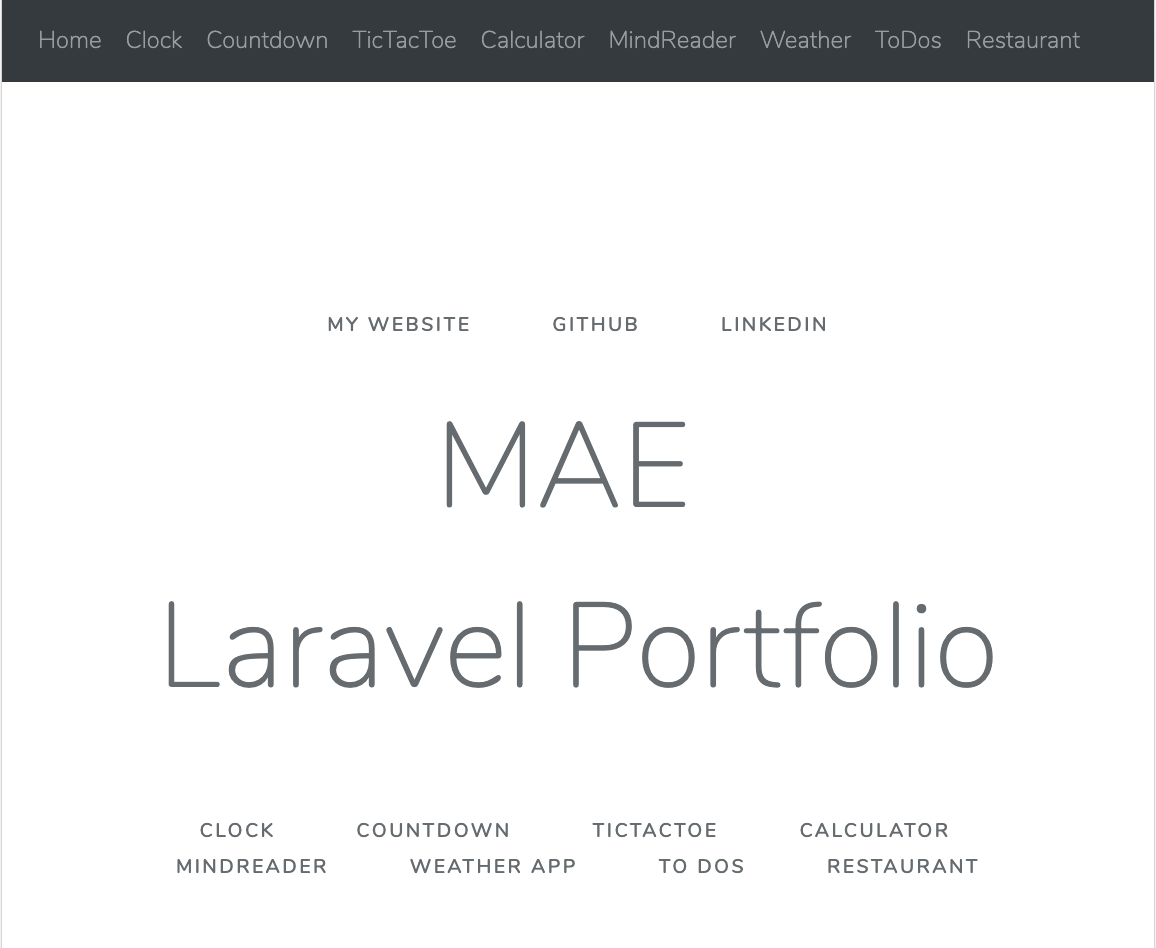 Home Clock Countdown TicTacToe Calculator MindReader Weather ToDos Restaurant
MY WEBSITE GITHUB LINKEDIN
MAE
Laravel Portfolio
CLOCK COUNTDOWN TICTACTOE CALCULATOR
MINDREADER WEATHER APP TO DOS RESTAURANT